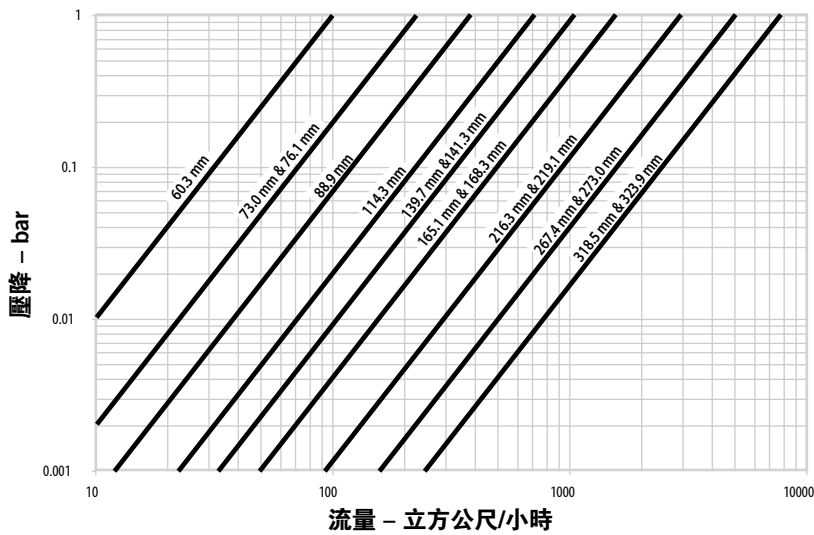 1
0.1
0.01
0.001
壓降 – bar
60.3 mm
73.0 mm & 76.1 mm
88.9 mm
114.3 mm
139.7 mm &141.3 mm
165.1 mm & 168.3 mm
216.3 mm & 219.1 mm
267.4 mm & 273.0 mm
318.5 mm & 323.9 mm
10
100
1000
10000
流量 – 立方公尺/小時